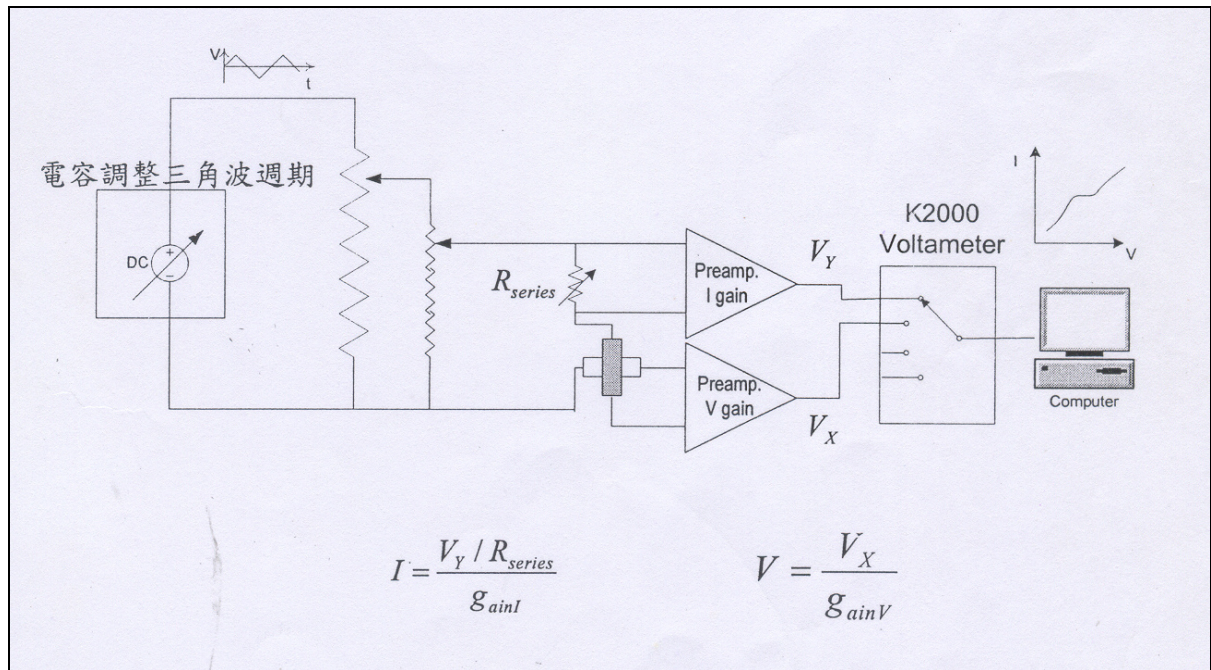 V
t
電容調整三角波週期
DC
+
−
R_series
Preamp.
I gain
Preamp.
V gain
V_Y
V_X
K2000
Voltameter
I
V
Computer
I = (V_Y / R_series) / g_ainI
V = V_X / g_ainV